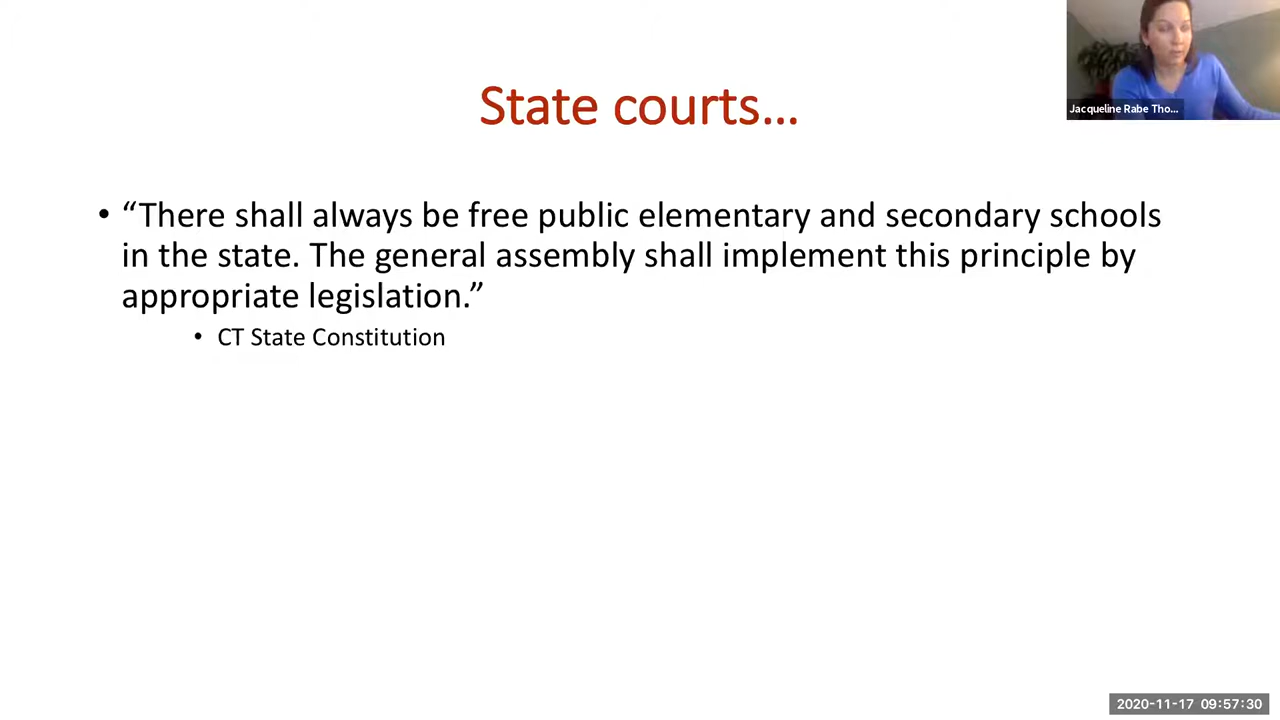 State courts…
Jacqueline Rabe Tho...
• “There shall always be free public elementary and secondary schools
in the state. The general assembly shall implement this principle by
appropriate legislation.”
• CT State Constitution
2020-11-17 09:57:30